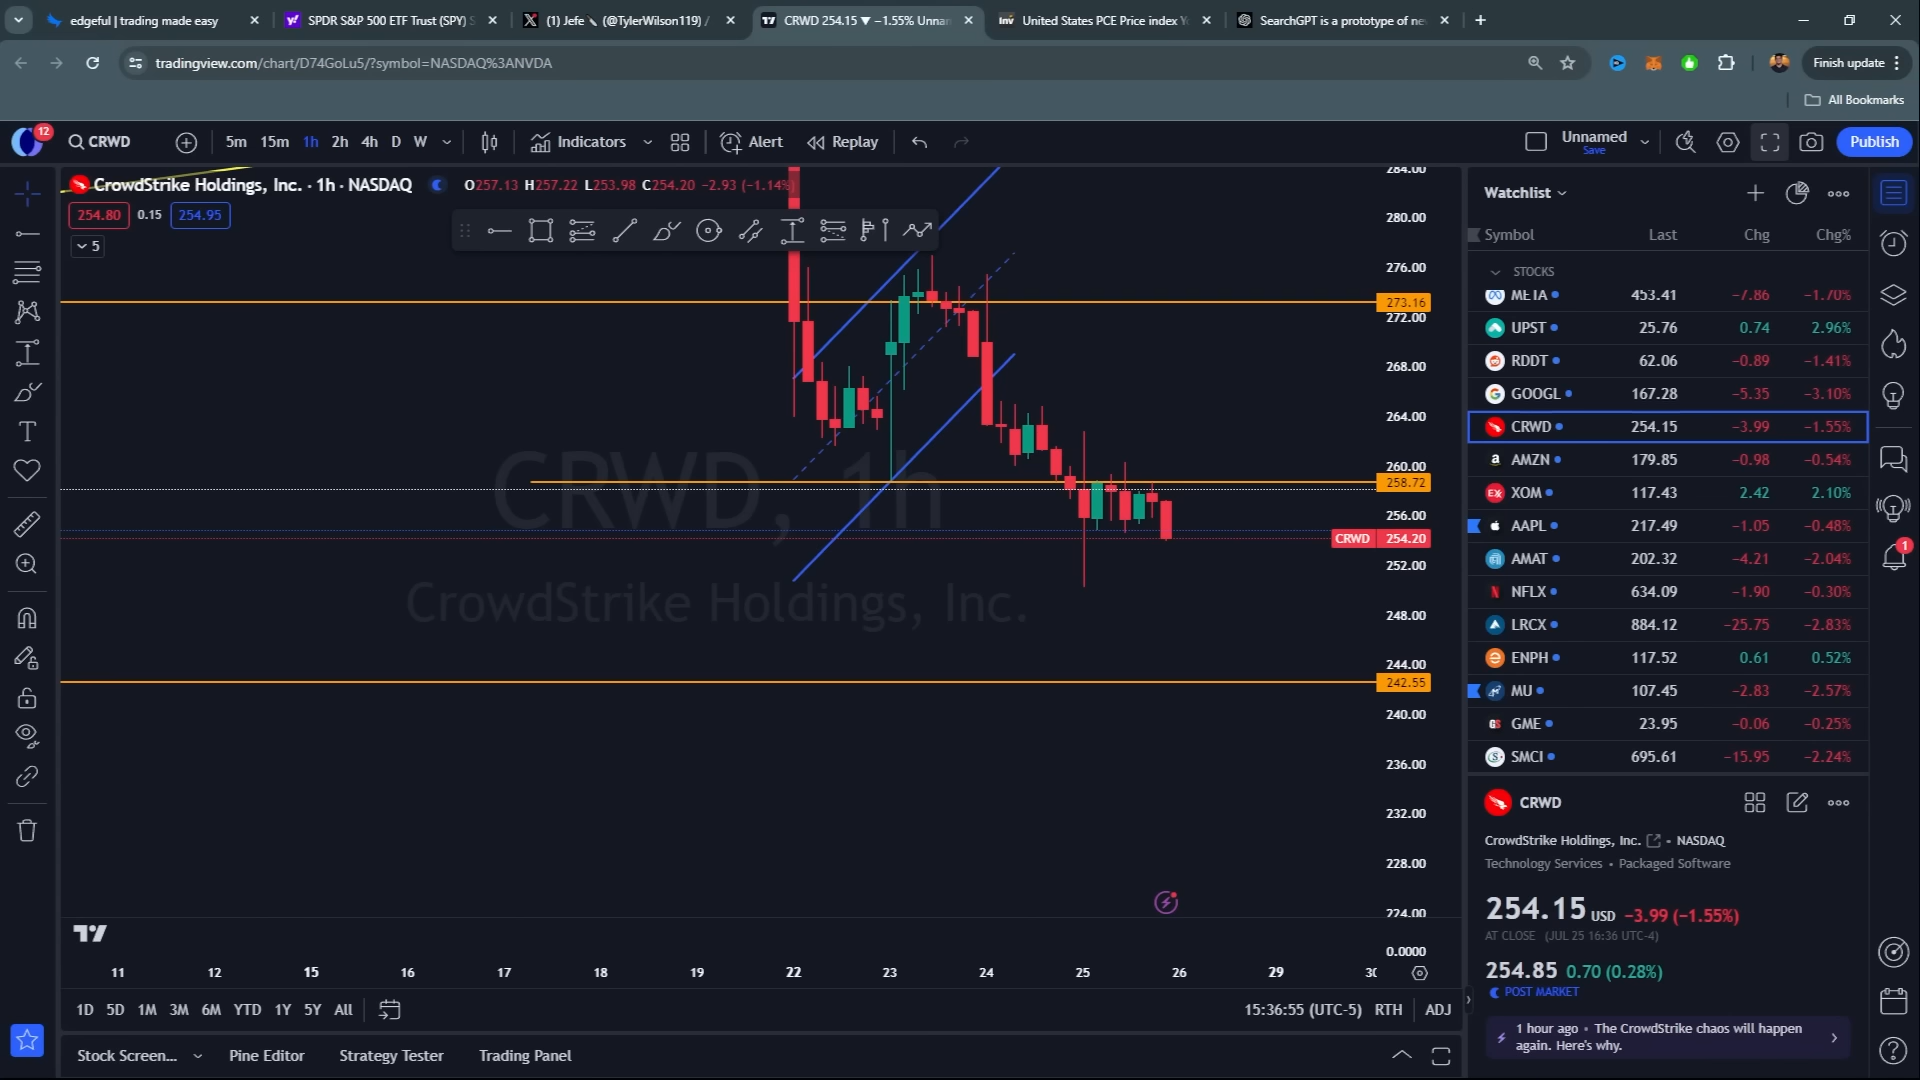 edgeful | trading made easy
SPDR S&P 500 ETF Trust (SPY) S
(1) Jefe (@TylerWilson119) /
CRWD 254.15 ▼ −1.55% Unnan
United States PCE Price index Y
SearchGPT is a prototype of ne
tradingview.com/chart/D74GoLu5/?symbol=NASDAQ%3ANVDA
Finish update
All Bookmarks
12
CRWD
5m 15m 1h 2h 4h D W
Indicators
Alert
Replay
Unnamed
Save
Publish
CrowdStrike Holdings, Inc. · 1h · NASDAQ
O257.13 H257.22 L253.98 C254.20 −2.93 (−1.14%)
254.80 0.15 254.95
5
CRWD, 1h
CrowdStrike Holdings, Inc.
284.00
280.00
276.00
273.16
272.00
268.00
264.00
260.00
258.72
256.00
CRWD 254.20
252.00
248.00
244.00
242.55
240.00
236.00
232.00
228.00
224.00
0.0000
11 12 15 16 17 18 19 22 23 24 25 26 29 30
1D 5D 1M 3M 6M YTD 1Y 5Y All
15:36:55 (UTC-5) RTH ADJ
Stock Screen... Pine Editor Strategy Tester Trading Panel
Watchlist
Symbol Last Chg Chg%
STOCKS
META 453.41 −7.86 −1.70%
UPST 25.76 0.74 2.96%
RDDT 62.06 −0.89 −1.41%
GOOGL 167.28 −5.35 −3.10%
CRWD 254.15 −3.99 −1.55%
AMZN 179.85 −0.98 −0.54%
XOM 117.43 2.42 2.10%
AAPL 217.49 −1.05 −0.48%
AMAT 202.32 −4.21 −2.04%
NFLX 634.09 −1.90 −0.30%
LRCX 884.12 −25.75 −2.83%
ENPH 117.52 0.61 0.52%
MU 107.45 −2.83 −2.57%
GME 23.95 −0.06 −0.25%
SMCI 695.61 −15.95 −2.24%
1
CRWD
CrowdStrike Holdings, Inc. • NASDAQ
Technology Services • Packaged Software
254.15 USD −3.99 (−1.55%)
AT CLOSE (JUL 25 16:36 UTC-4)
254.85 0.70 (0.28%)
POST MARKET
1 hour ago • The CrowdStrike chaos will happen
again. Here's why.